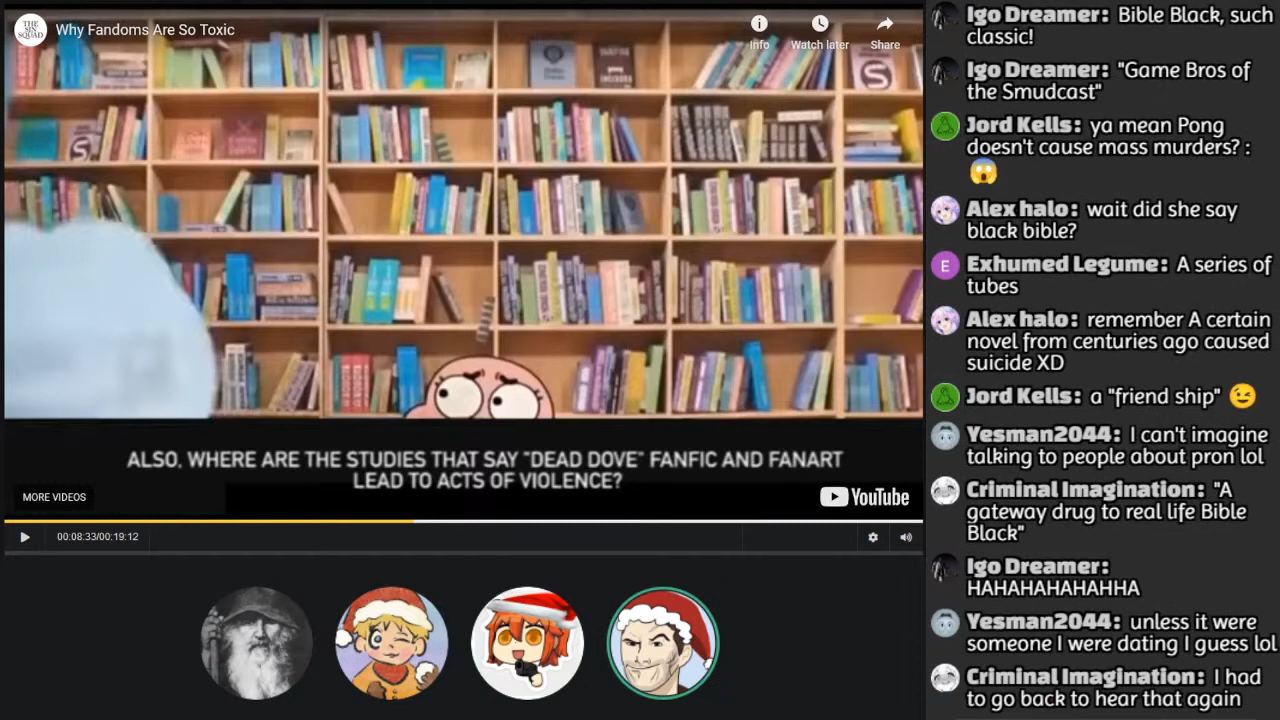 THE
SIN
SQUAD
Why Fandoms Are So Toxic
Info
Watch later
Share
ALSO, WHERE ARE THE STUDIES THAT SAY "DEAD DOVE" FANFIC AND FANART
LEAD TO ACTS OF VIOLENCE?
MORE VIDEOS
YouTube
00:08:33/00:19:12
Igo Dreamer: Bible Black, such
classic!
Igo Dreamer: "Game Bros of
the Smudcast"
Jord Kells: ya mean Pong
doesn't cause mass murders? :
😱
Alex halo: wait did she say
black bible?
E
Exhumed Legume: A series of
tubes
Alex halo: remember A certain
novel from centuries ago caused
suicide XD
Jord Kells: a "friend ship" 😉
Yesman2044: I can't imagine
talking to people about pron lol
Criminal Imagination: "A
gateway drug to real life Bible
Black"
Igo Dreamer:
HAHAHAHAHAHHA
Yesman2044: unless it were
someone I were dating I guess lol
Criminal Imagination: I had
to go back to hear that again